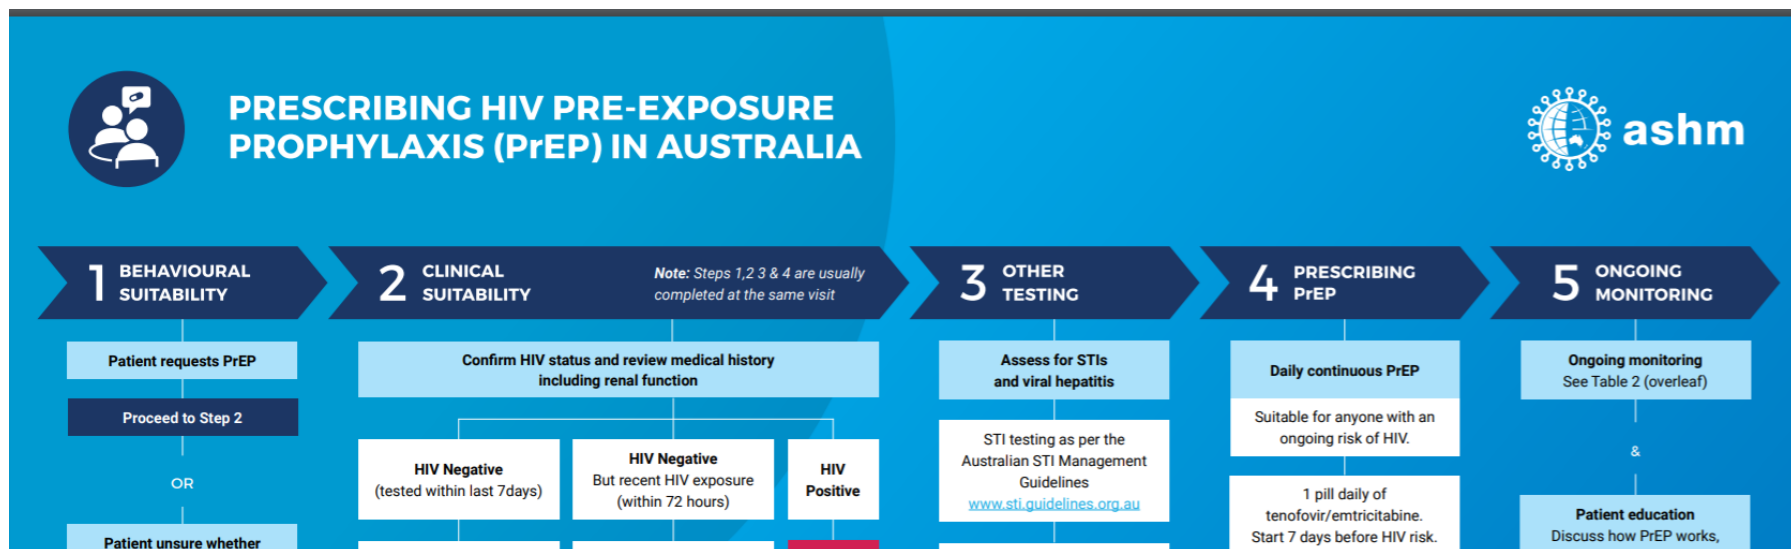 PRESCRIBING HIV PRE-EXPOSURE
PROPHYLAXIS (PrEP) IN AUSTRALIA
ashm
1 BEHAVIOURAL
SUITABILITY
2 CLINICAL
SUITABILITY
Note: Steps 1,2 3 & 4 are usually
completed at the same visit
3 OTHER
TESTING
4 PRESCRIBING
PrEP
5 ONGOING
MONITORING
Patient requests PrEP
Proceed to Step 2
OR
Patient unsure whether
Confirm HIV status and review medical history
including renal function
HIV Negative
(tested within last 7days)
HIV Negative
But recent HIV exposure
(within 72 hours)
HIV
Positive
Assess for STIs
and viral hepatitis
STI testing as per the
Australian STI Management
Guidelines
www.sti.guidelines.org.au
Daily continuous PrEP
Suitable for anyone with an
ongoing risk of HIV.
1 pill daily of
tenofovir/emtricitabine.
Start 7 days before HIV risk.
Ongoing monitoring
See Table 2 (overleaf)
&
Patient education
Discuss how PrEP works,